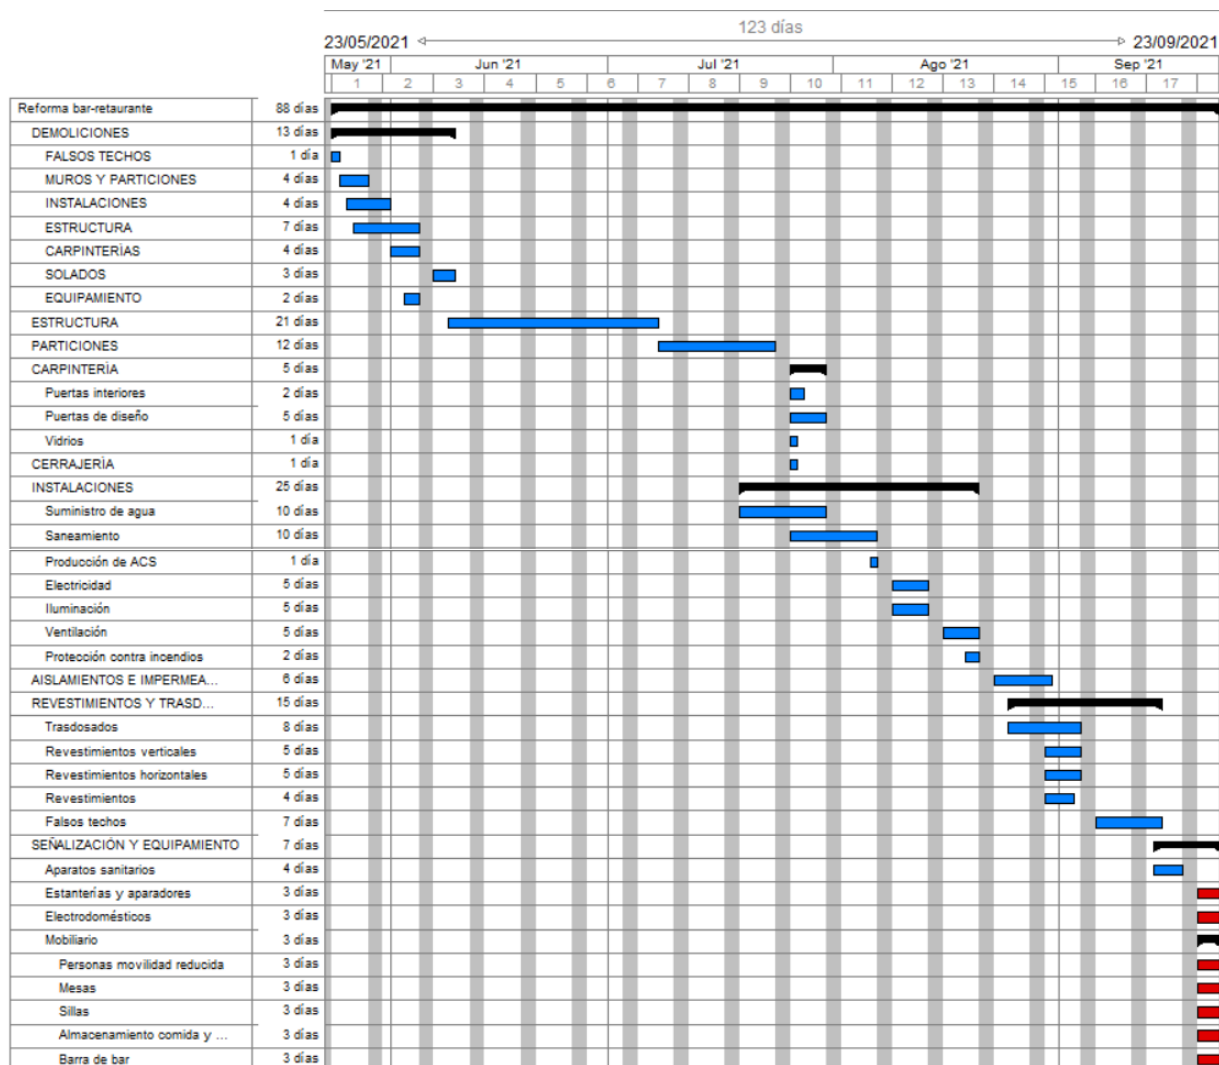 123 días
23/05/2021 23/09/2021
May '21 Jun '21 Jul '21 Ago '21 Sep '21
1 2 3 4 5 6 7 8 9 10 11 12 13 14 15 16 17
Reforma bar-retaurante 88 días
DEMOLICIONES 13 días
FALSOS TECHOS 1 día
MUROS Y PARTICIONES 4 días
INSTALACIONES 4 días
ESTRUCTURA 7 días
CARPINTERÍAS 4 días
SOLADOS 3 días
EQUIPAMIENTO 2 días
ESTRUCTURA 21 días
PARTICIONES 12 días
CARPINTERÍA 5 días
Puertas interiores 2 días
Puertas de diseño 5 días
Vidrios 1 día
CERRAJERÍA 1 día
INSTALACIONES 25 días
Suministro de agua 10 días
Saneamiento 10 días
Producción de ACS 1 día
Electricidad 5 días
Iluminación 5 días
Ventilación 5 días
Protección contra incendios 2 días
AISLAMIENTOS E IMPERMEA... 6 días
REVESTIMIENTOS Y TRASD... 15 días
Trasdosados 8 días
Revestimientos verticales 5 días
Revestimientos horizontales 5 días
Revestimientos 4 días
Falsos techos 7 días
SEÑALIZACIÓN Y EQUIPAMIENTO 7 días
Aparatos sanitarios 4 días
Estanterías y aparadores 3 días
Electrodomésticos 3 días
Mobiliario 3 días
Personas movilidad reducida 3 días
Mesas 3 días
Sillas 3 días
Almacenamiento comida y ... 3 días
Barra de bar 3 días